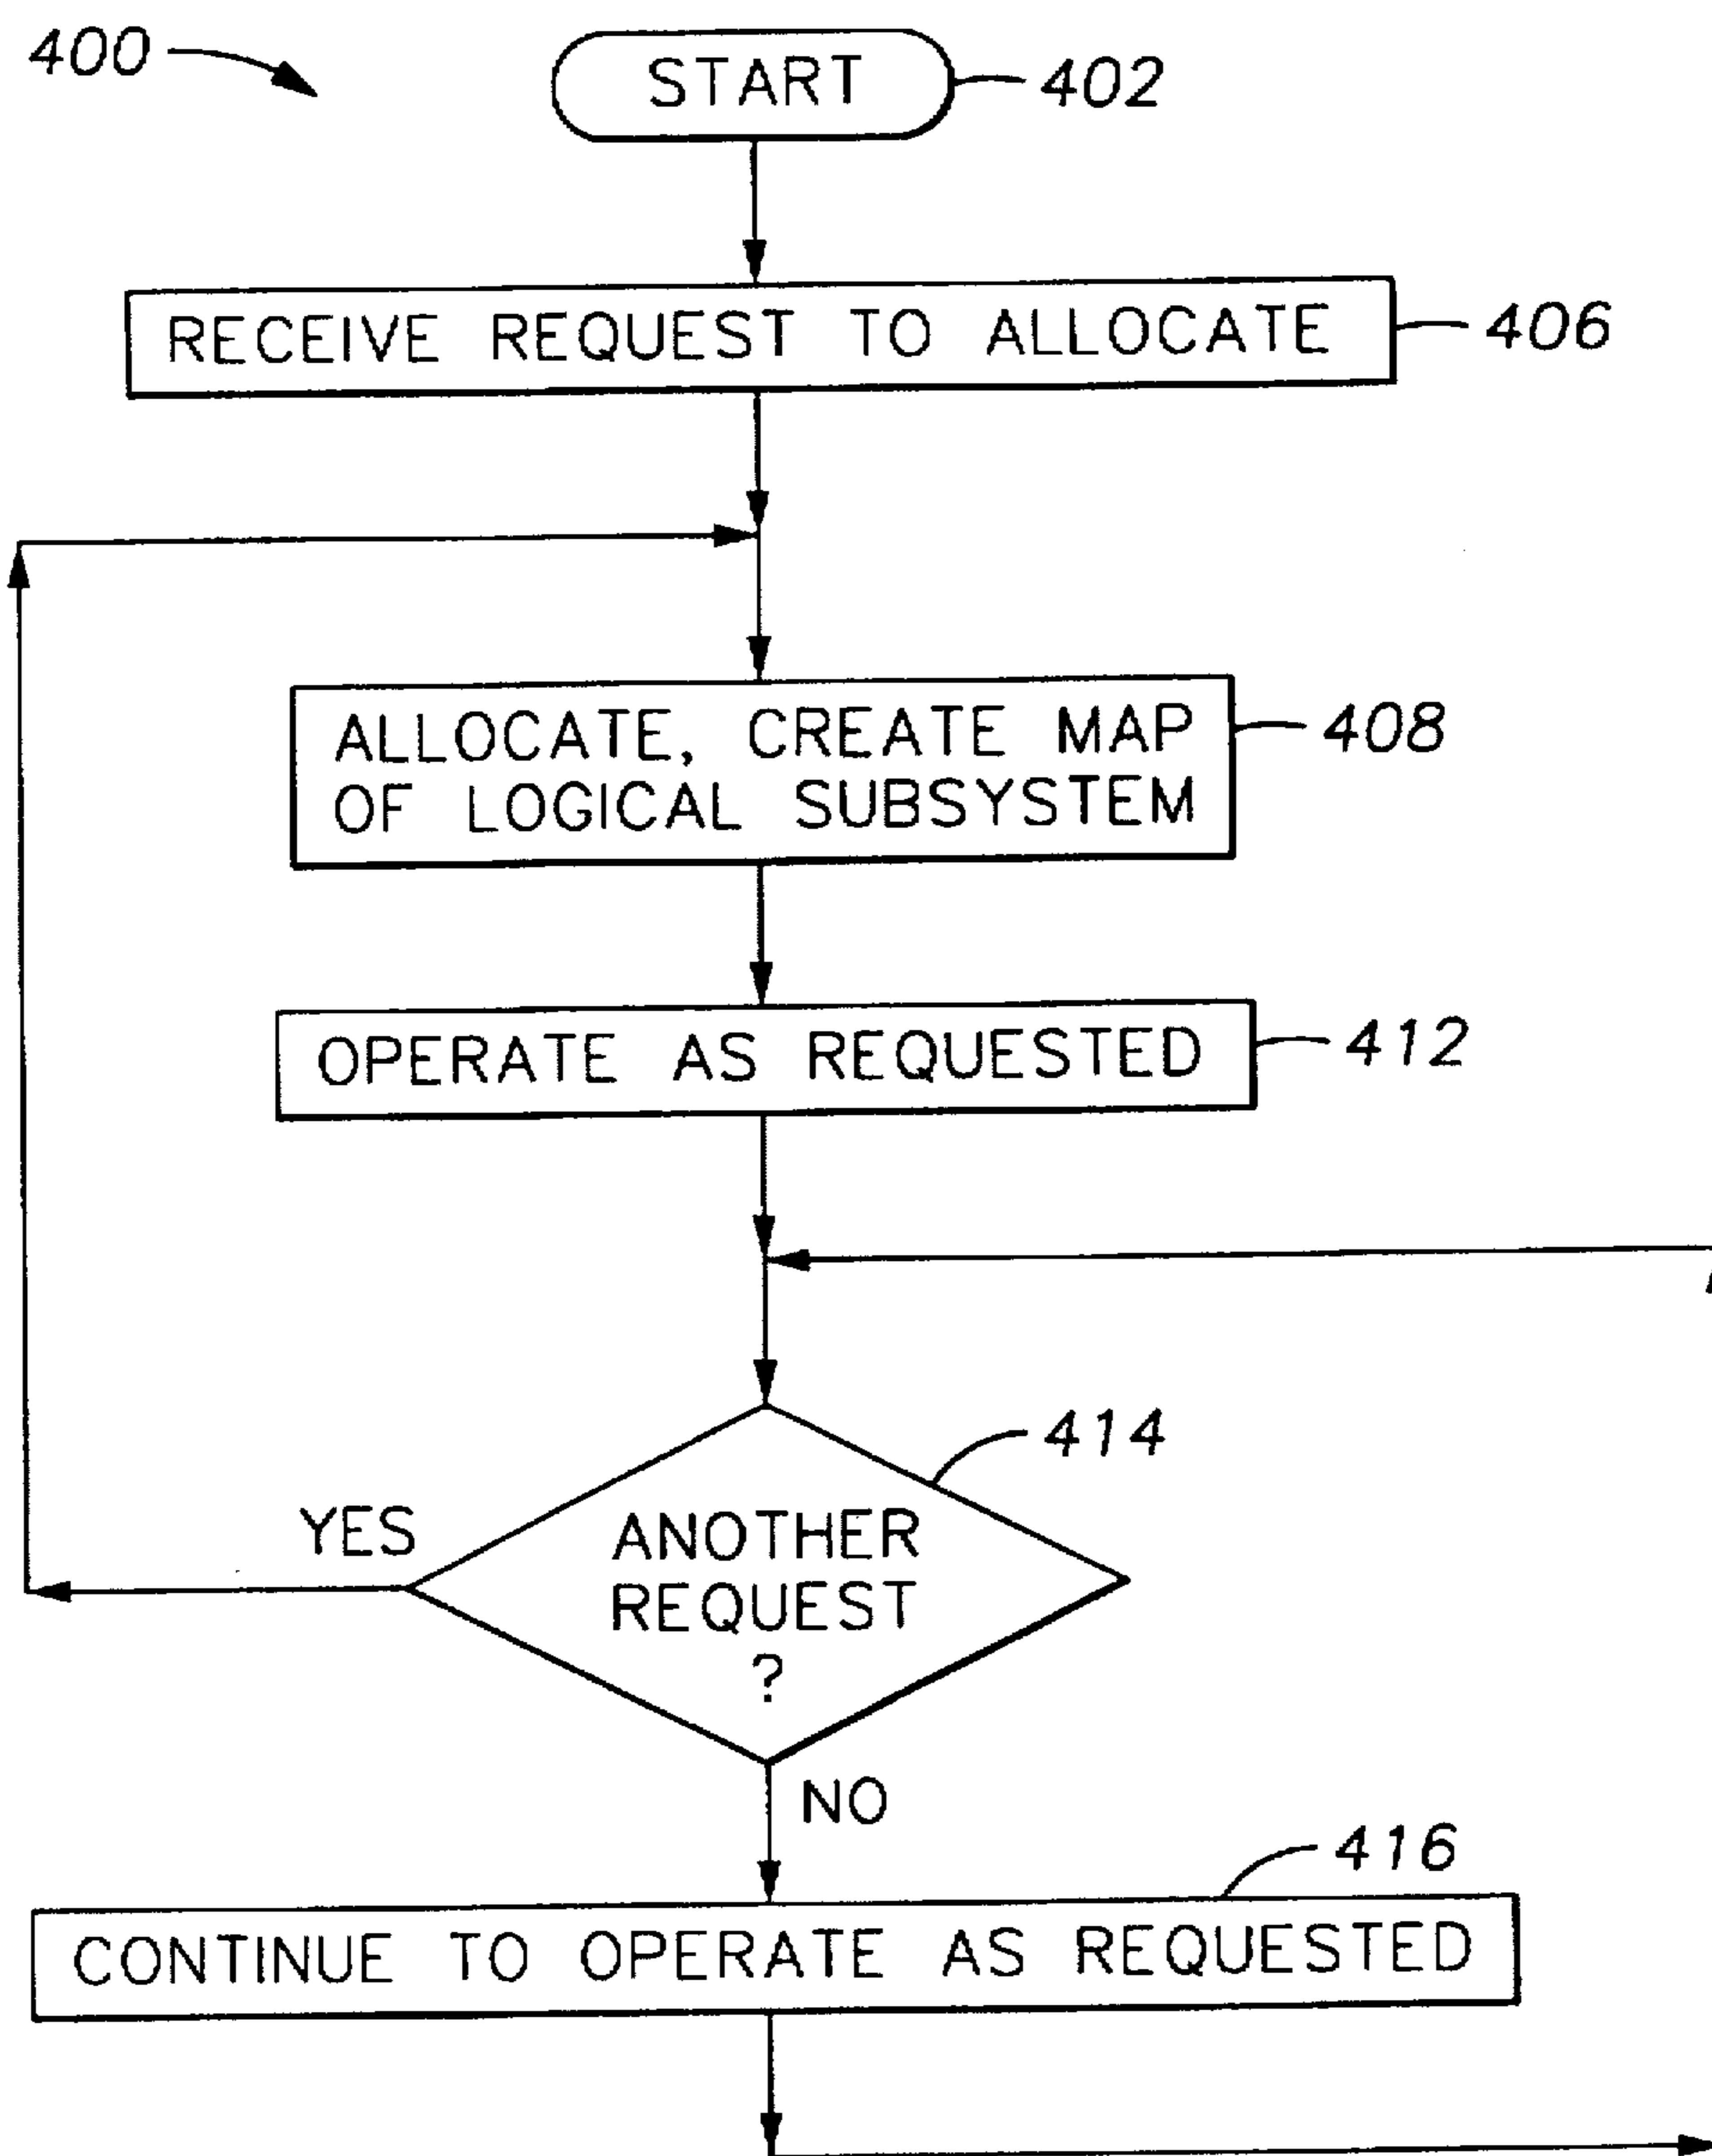 400
START
402
RECEIVE REQUEST TO ALLOCATE
406
ALLOCATE, CREATE MAP
OF LOGICAL SUBSYSTEM
408
OPERATE AS REQUESTED
412
414
YES
ANOTHER
REQUEST
?
NO
416
CONTINUE TO OPERATE AS REQUESTED